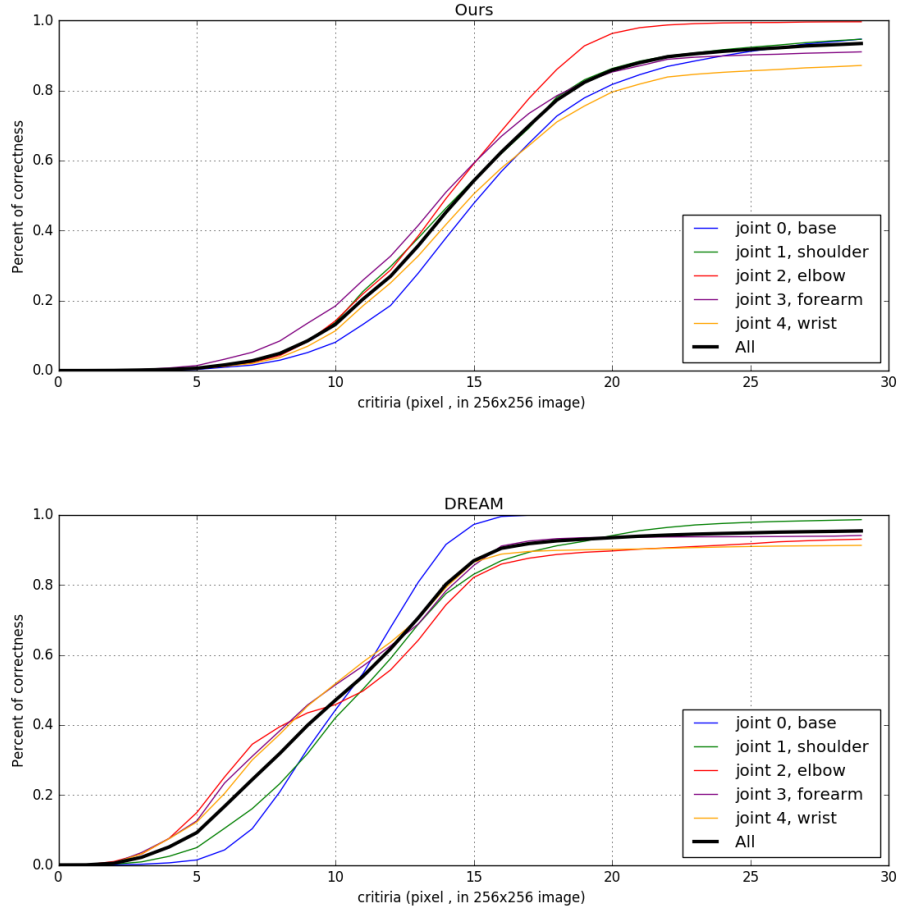 Ours
1.0
0.8
0.6
0.4
0.2
0.0
Percent of correctness
joint 0, base
joint 1, shoulder
joint 2, elbow
joint 3, forearm
joint 4, wrist
All
0 5 10 15 20 25 30
critiria (pixel , in 256x256 image)
DREAM
1.0
0.8
0.6
0.4
0.2
0.0
Percent of correctness
joint 0, base
joint 1, shoulder
joint 2, elbow
joint 3, forearm
joint 4, wrist
All
0 5 10 15 20 25 30
critiria (pixel , in 256x256 image)